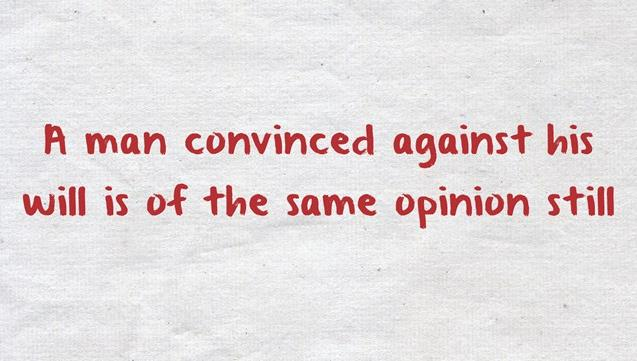 A man convinced against his
will is of the same opinion still